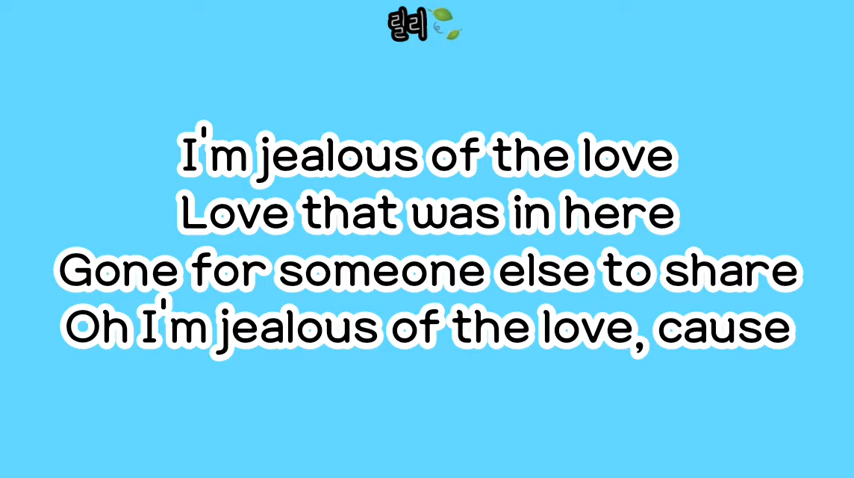 릴리
I'm jealous of the love
Love that was in here
Gone for someone else to share
Oh I'm jealous of the love, cause